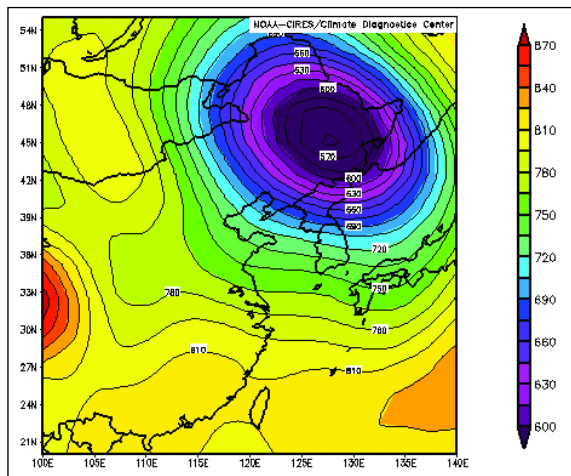 NOAA-CIRES/Climate Diagnostics Center
55N
51N
48N
45N
42N
39N
36N
33N
30N
27N
24N
21N
100E
105E
110E
115E
120E
125E
130E
135E
140E
660
630
600
570
600
630
660
690
720
750
780
780
810
810
870
840
810
780
750
720
690
660
630
600